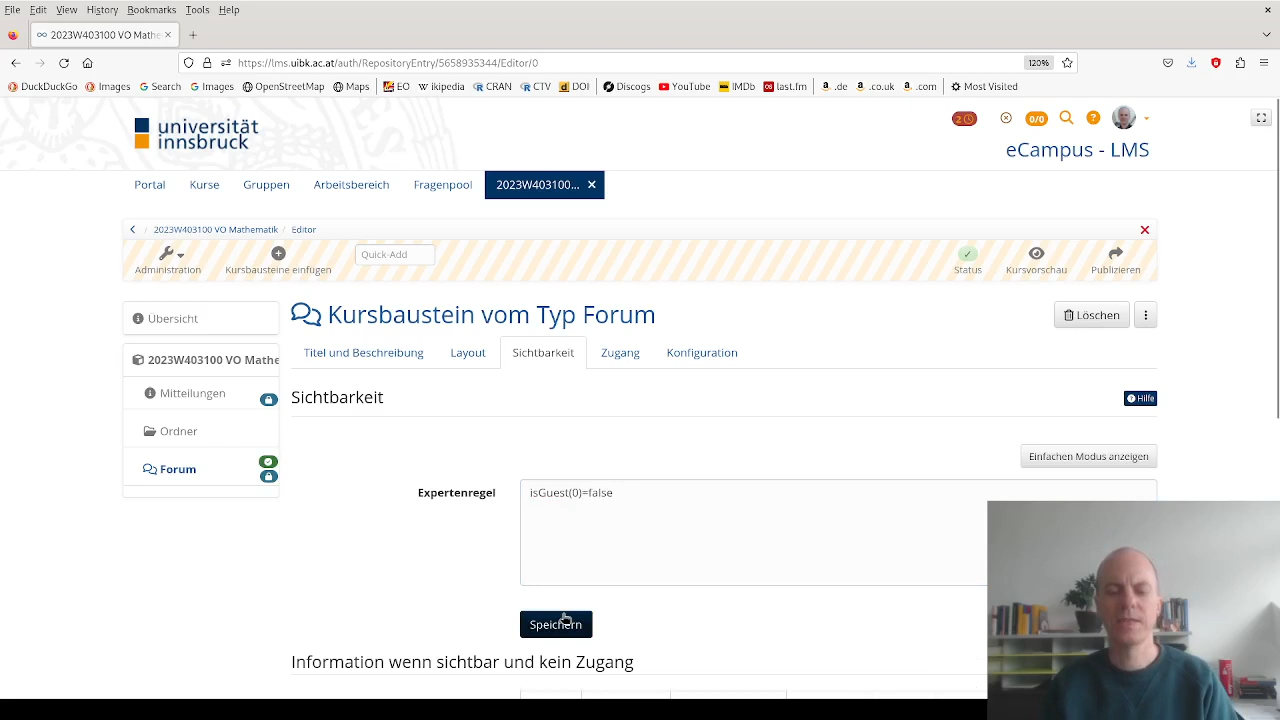 File Edit View History Bookmarks Tools Help
2023W403100 VO Mathe
https://lms.uibk.ac.at/auth/RepositoryEntry/5658935344/Editor/0
120%
DuckDuckGo Images Search Images OpenStreetMap Maps EO Wikipedia CRAN CTV DOI Discogs YouTube IMDb last.fm .de .co.uk .com Most Visited
universität
innsbruck
2 0/0
eCampus - LMS
Portal Kurse Gruppen Arbeitsbereich Fragenpool 2023W403100...
2023W403100 VO Mathematik / Editor
Administration Kursbausteine einfügen Quick-Add Status Kursvorschau Publizieren
Übersicht
2023W403100 VO Mathe
Mitteilungen
Ordner
Forum
Kursbaustein vom Typ Forum
Löschen
Titel und Beschreibung Layout Sichtbarkeit Zugang Konfiguration
Sichtbarkeit
Hilfe
Einfachen Modus anzeigen
Expertenregel
isGuest(0)=false
Speichern
Information wenn sichtbar und kein Zugang